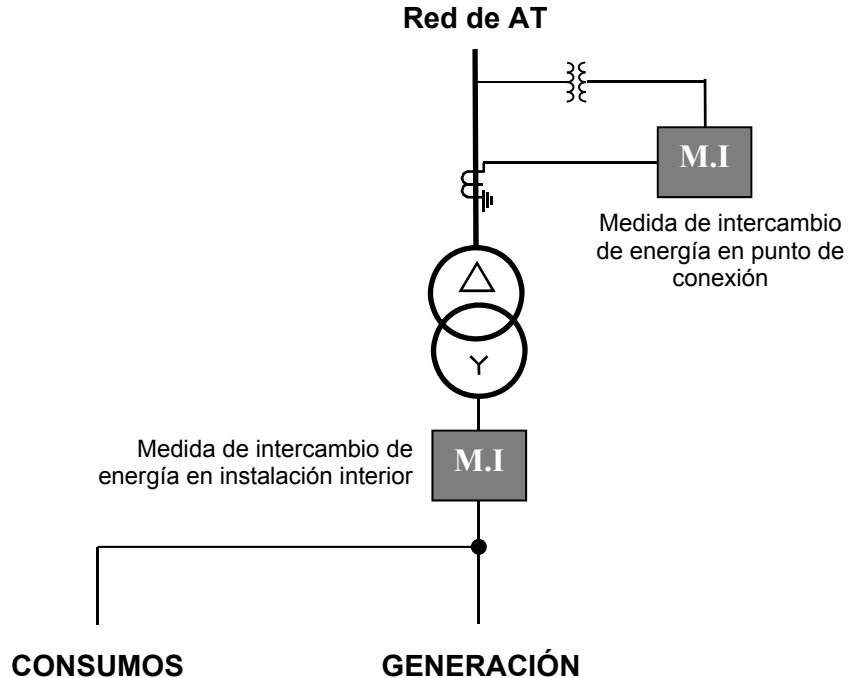 Red de AT
M.I
Medida de intercambio
de energía en punto de
conexión
Medida de intercambio de
energía en instalación interior
M.I
CONSUMOS
GENERACIÓN